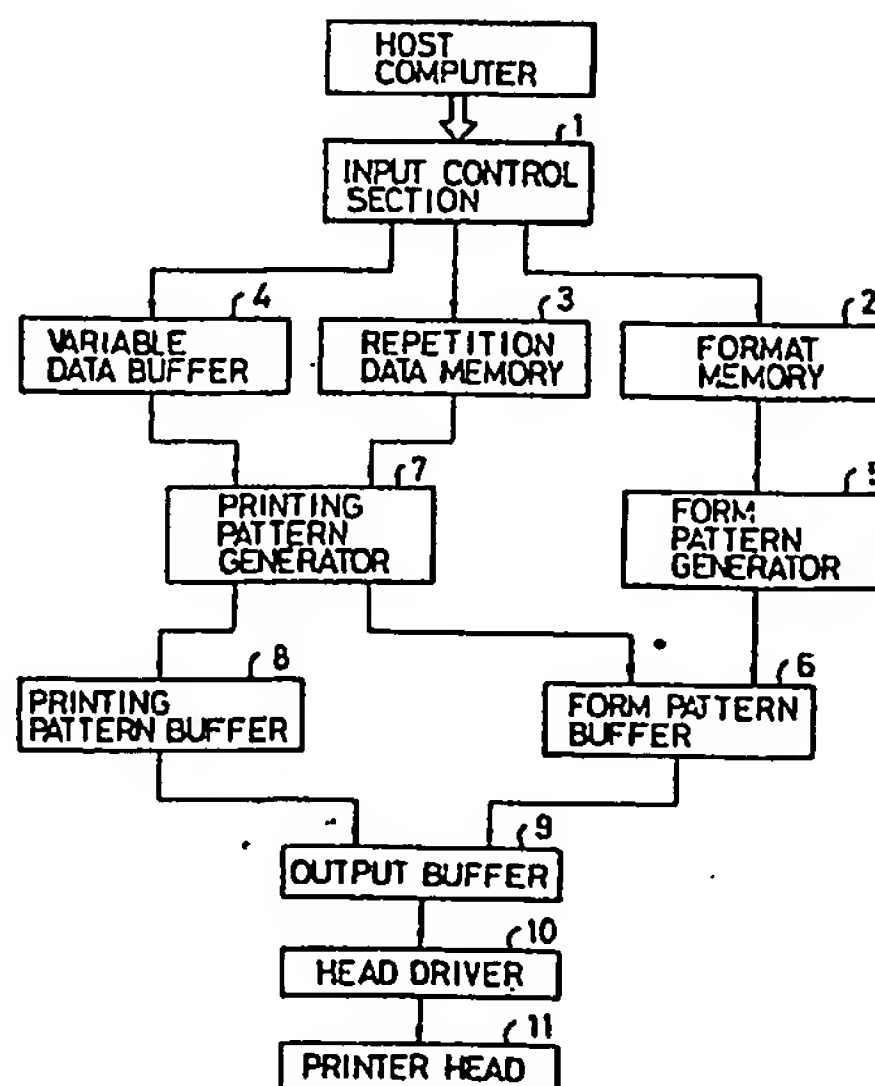 HOST
COMPUTER
1
INPUT CONTROL
SECTION
4
VARIABLE
DATA BUFFER
3
REPETITION
DATA MEMORY
2
FORMAT
MEMORY
7
PRINTING
PATTERN
GENERATOR
5
FORM
PATTERN
GENERATOR
8
PRINTING
PATTERN BUFFER
6
FORM PATTERN
BUFFER
9
OUTPUT BUFFER
10
HEAD DRIVER
11
PRINTER HEAD